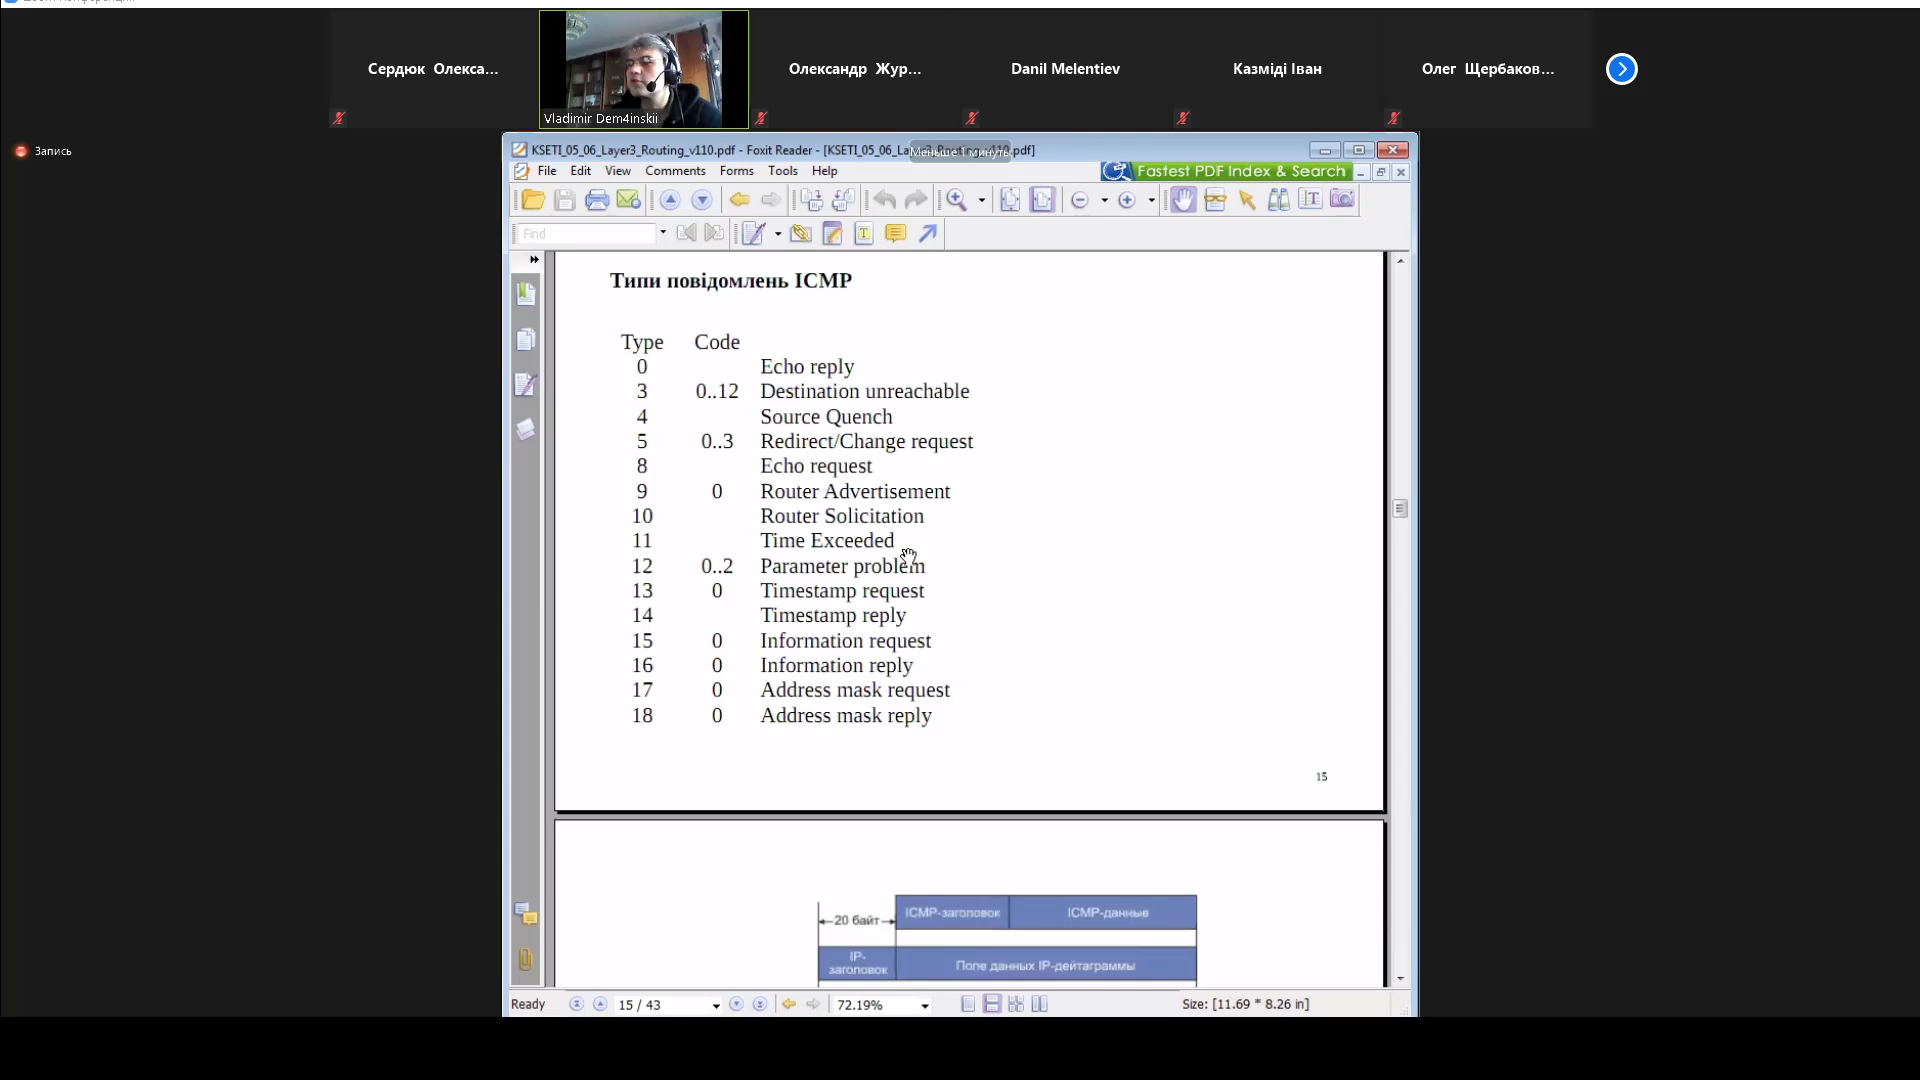 Сердюк Олекса...
Vladimir Dem4inskii
Олександр Жур...
Danil Melentiev
Казміді Іван
Олег Щербаков...
Запись
KSETI_05_06_Layer3_Routing_v110.pdf - Foxit Reader - [KSETI_05_06_Layer3_Routing_v110.pdf]
Меньше 1 минуты
File Edit View Comments Forms Tools Help
Fastest PDF Index & Search
Find
Типи повідомлень ICMP
Type Code
0 Echo reply
3 0..12 Destination unreachable
4 Source Quench
5 0..3 Redirect/Change request
8 Echo request
9 0 Router Advertisement
10 Router Solicitation
11 Time Exceeded
12 0..2 Parameter problem
13 0 Timestamp request
14 Timestamp reply
15 0 Information request
16 0 Information reply
17 0 Address mask request
18 0 Address mask reply
15
20 байт
ICMP-заголовок ICMP-данные
IP-
заголовок
Поле данных IP-дейтаграммы
Ready 15 / 43 72.19% Size: [11.69 * 8.26 in]